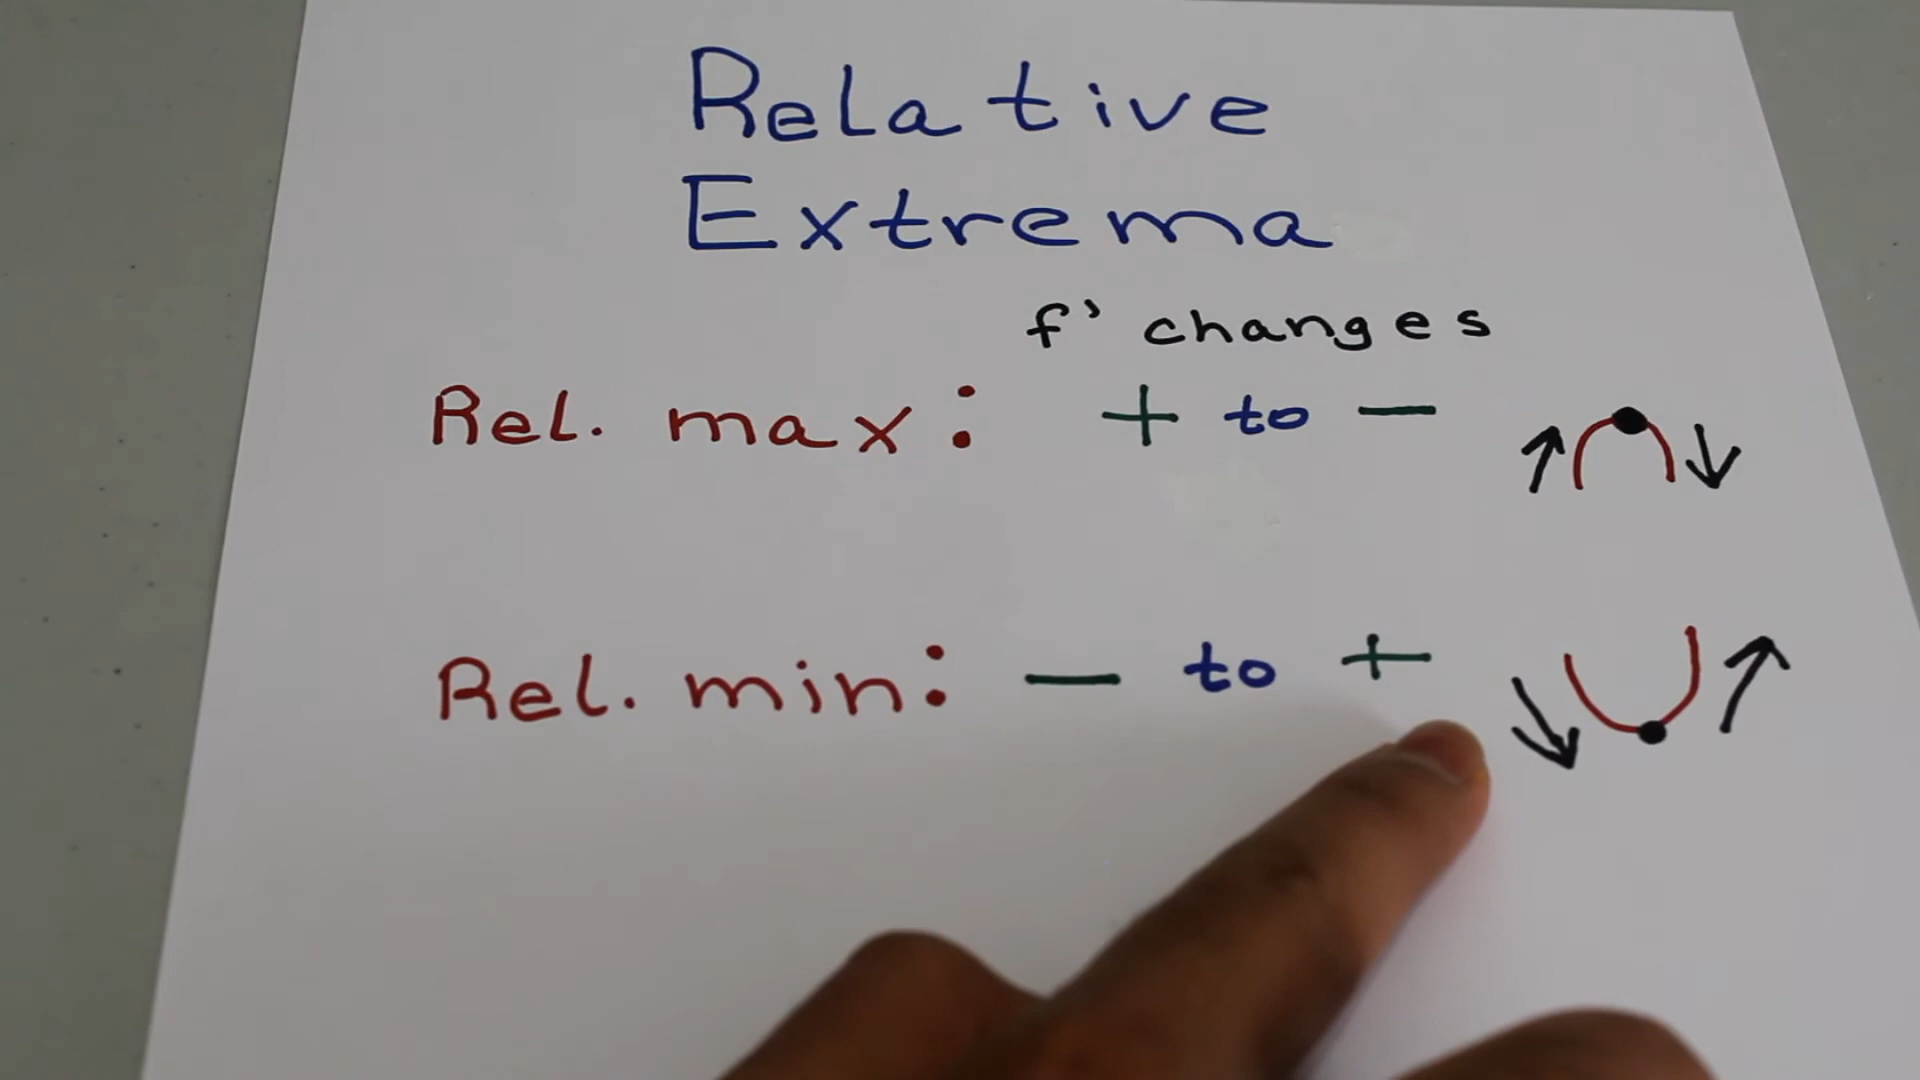 Relative
Extrema
f' changes
Rel. max: + to −
Rel. min: − to +